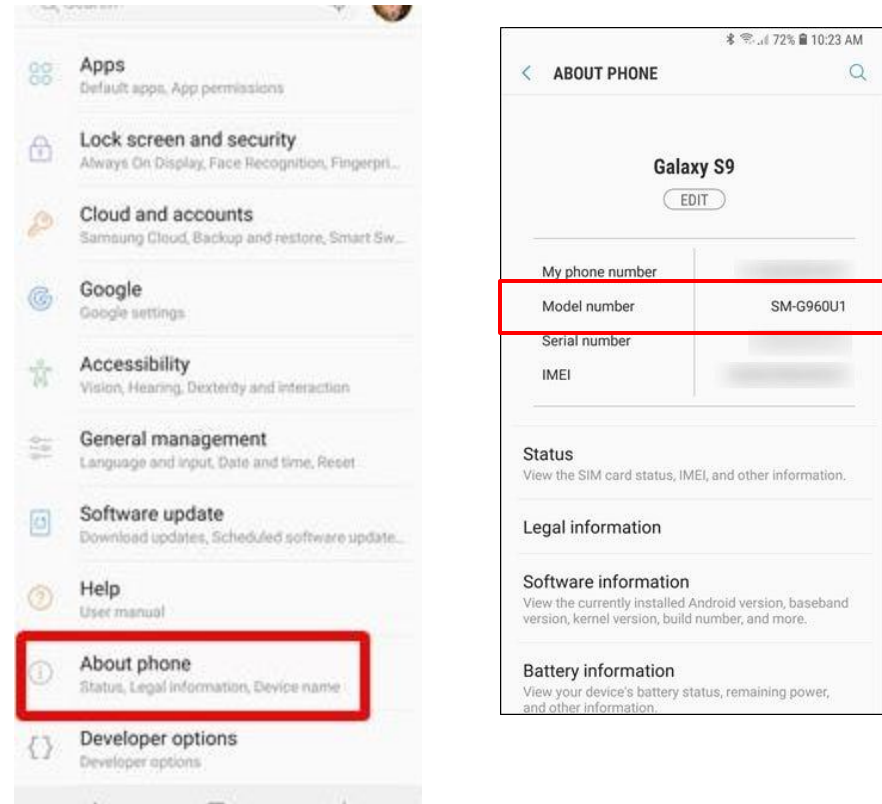 Apps
Default apps, App permissions
Lock screen and security
Always On Display, Face Recognition, Fingerpri...
Cloud and accounts
Samsung Cloud, Backup and restore, Smart Sw...
Google
Google settings
Accessibility
Vision, Hearing, Dexterity and interaction
General management
Language and input, Date and time, Reset
Software update
Download updates, Scheduled software update...
Help
User manual
About phone
Status, Legal information, Device name
Developer options
Developer options
72% 10:23 AM
ABOUT PHONE
Galaxy S9
EDIT
My phone number
Model number SM-G960U1
Serial number
IMEI
Status
View the SIM card status, IMEI, and other information.
Legal information
Software information
View the currently installed Android version, baseband
version, kernel version, build number, and more.
Battery information
View your device's battery status, remaining power,
and other information.